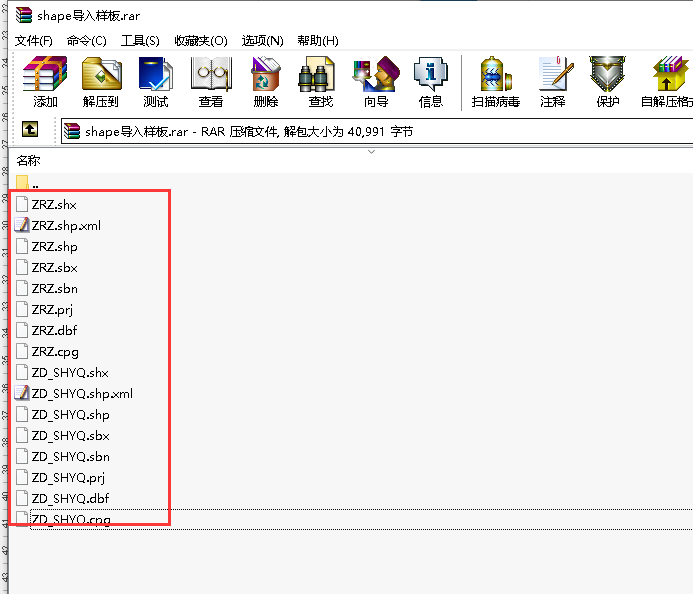 shape导入样板.rar
文件(F) 命令(C) 工具(S) 收藏夹(O) 选项(N) 帮助(H)
添加 解压到 测试 查看 删除 查找 向导 信息 扫描病毒 注释 保护 自解压格式
shape导入样板.rar - RAR 压缩文件, 解包大小为 40,991 字节
名称
..
ZRZ.shx
ZRZ.shp.xml
ZRZ.shp
ZRZ.sbx
ZRZ.sbn
ZRZ.prj
ZRZ.dbf
ZRZ.cpg
ZD_SHYQ.shx
ZD_SHYQ.shp.xml
ZD_SHYQ.shp
ZD_SHYQ.sbx
ZD_SHYQ.sbn
ZD_SHYQ.prj
ZD_SHYQ.dbf
ZD_SHYQ.cpg